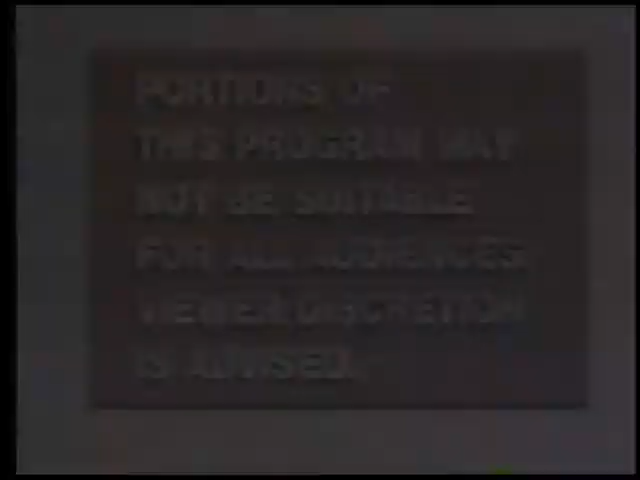 PORTIONS OF
THIS PROGRAM MAY
NOT BE SUITABLE
FOR ALL AUDIENCES
VIEWER DISCRETION
IS ADVISED.